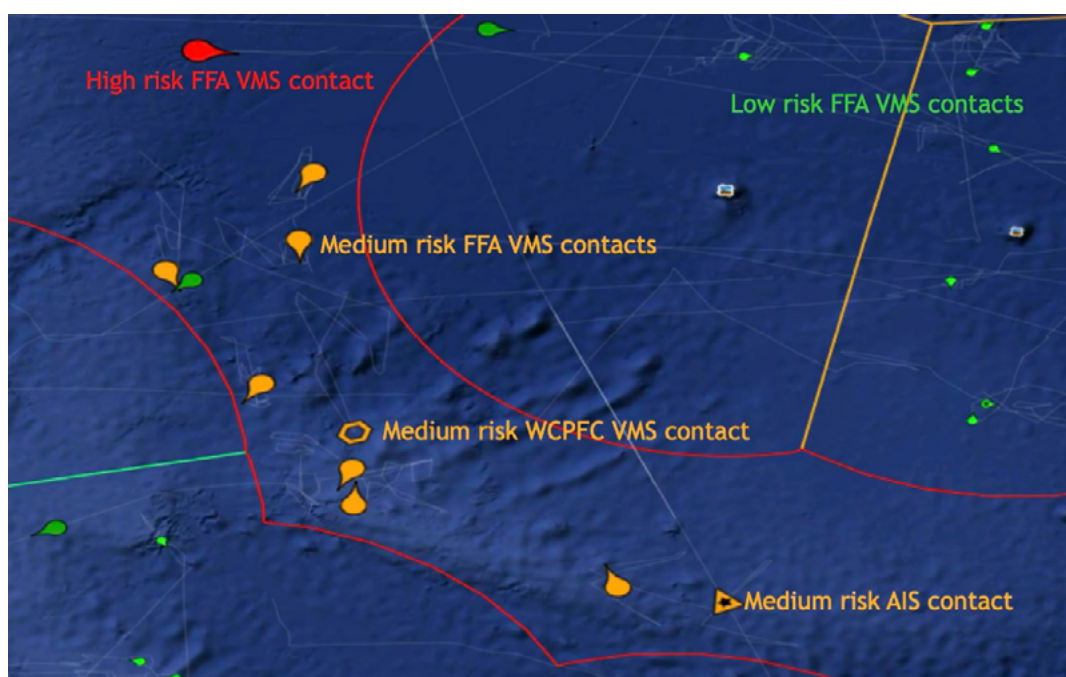 High risk FFA VMS contact
Low risk FFA VMS contacts
Medium risk FFA VMS contacts
Medium risk WCPFC VMS contact
Medium risk AIS contact